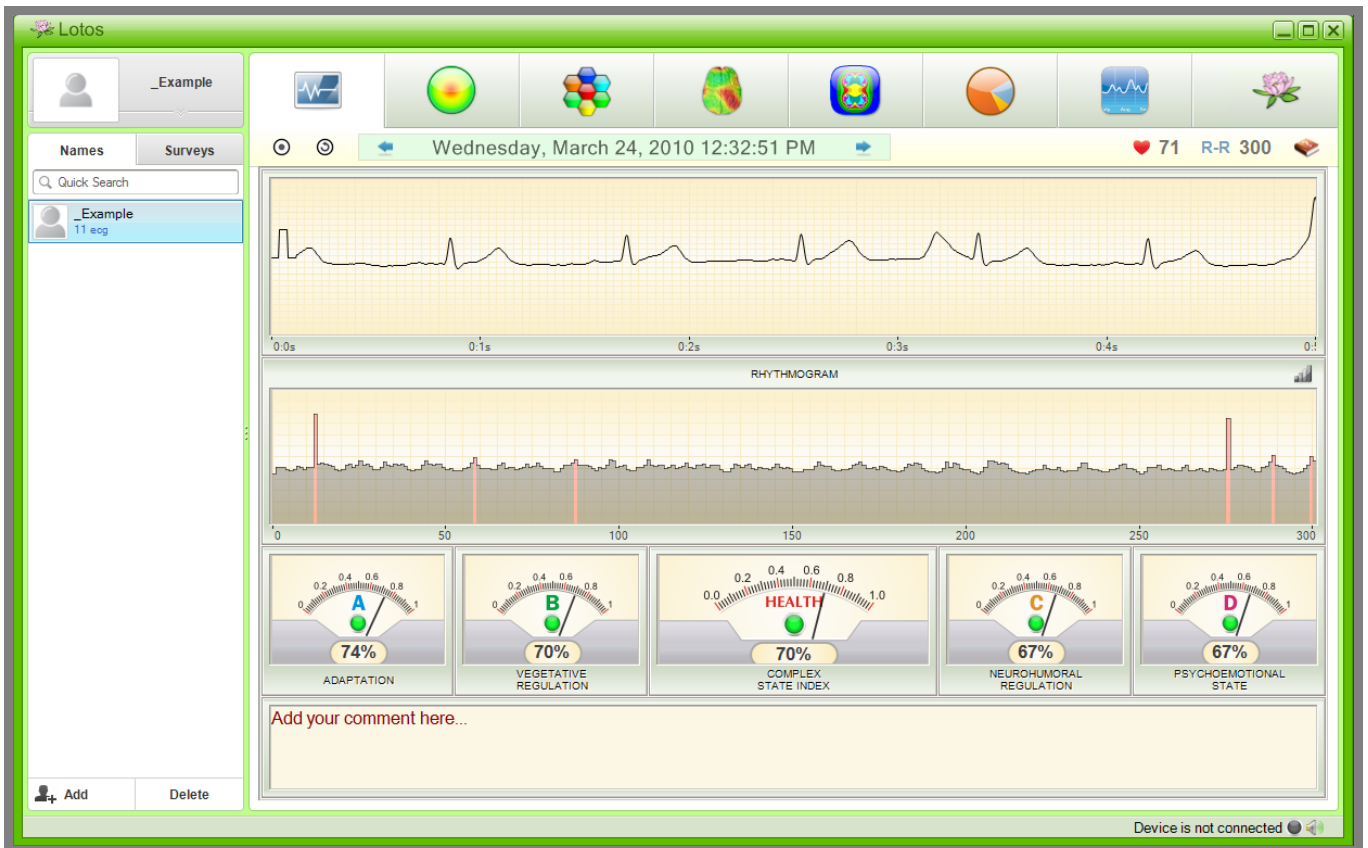 Lotos
_Example
Names Surveys
Quick Search
_Example
11 ecg
Wednesday, March 24, 2010 12:32:51 PM
71 R-R 300
0:0s 0:1s 0:2s 0:3s 0:4s
RHYTHMOGRAM
0 50 100 150 200 250 300
0 0.2 0.4 0.6 0.8 1
A
74%
ADAPTATION
0 0.2 0.4 0.6 0.8 1
B
70%
VEGETATIVE
REGULATION
0.0 0.2 0.4 0.6 0.8 1.0
HEALTH
70%
COMPLEX
STATE INDEX
0 0.2 0.4 0.6 0.8 1
C
67%
NEUROHUMORAL
REGULATION
0 0.2 0.4 0.6 0.8 1
D
67%
PSYCHOEMOTIONAL
STATE
Add your comment here...
Add Delete
Device is not connected